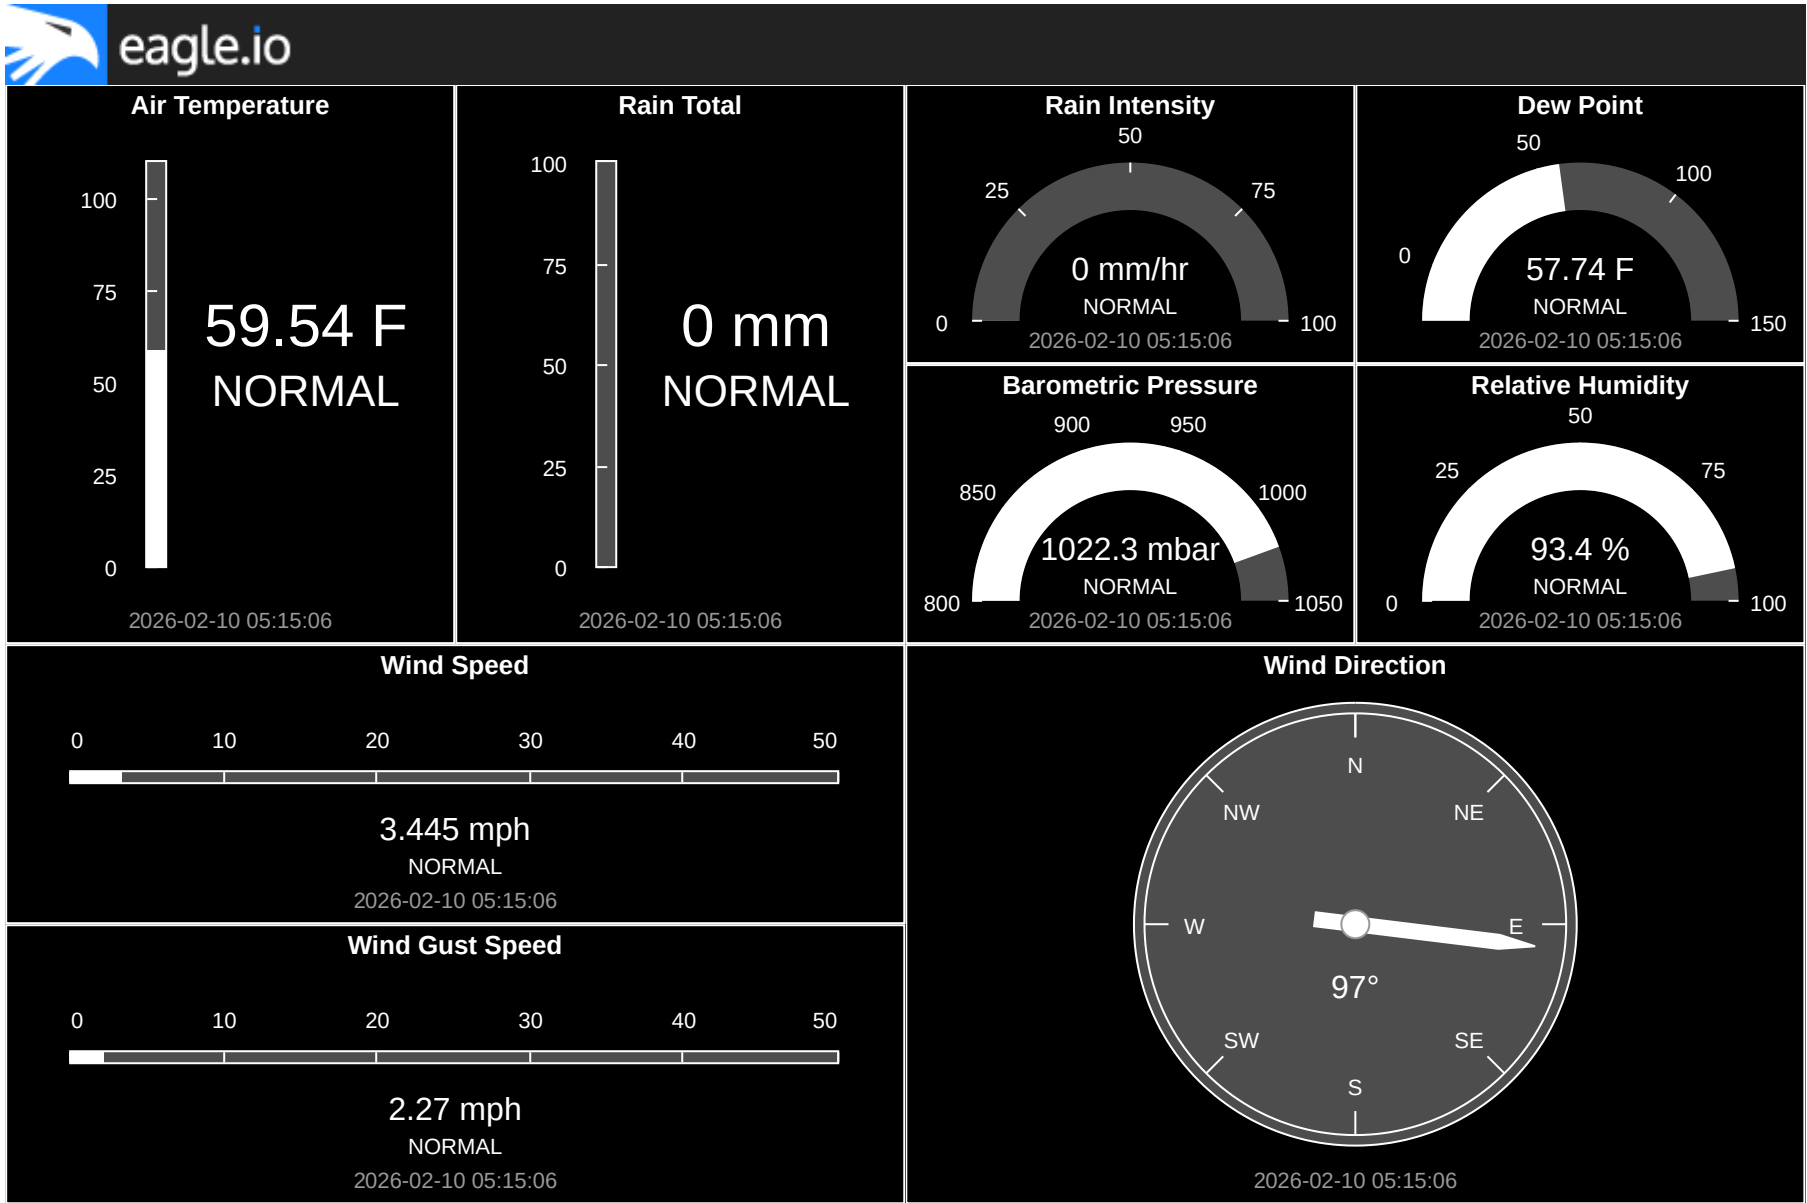 eagle.io
Air Temperature
100
75
50
25
0
59.54 F
NORMAL
2026-02-10 05:15:06
Rain Total
100
75
50
25
0
0 mm
NORMAL
2026-02-10 05:15:06
Rain Intensity
50
25
75
0
100
0 mm/hr
NORMAL
2026-02-10 05:15:06
Dew Point
50
100
0
150
57.74 F
NORMAL
2026-02-10 05:15:06
Barometric Pressure
900
950
850
1000
800
1050
1022.3 mbar
NORMAL
2026-02-10 05:15:06
Relative Humidity
50
25
75
0
100
93.4 %
NORMAL
2026-02-10 05:15:06
Wind Speed
0 10 20 30 40 50
3.445 mph
NORMAL
2026-02-10 05:15:06
Wind Gust Speed
0 10 20 30 40 50
2.27 mph
NORMAL
2026-02-10 05:15:06
Wind Direction
N
NW NE
W E
97°
SW SE
S
2026-02-10 05:15:06